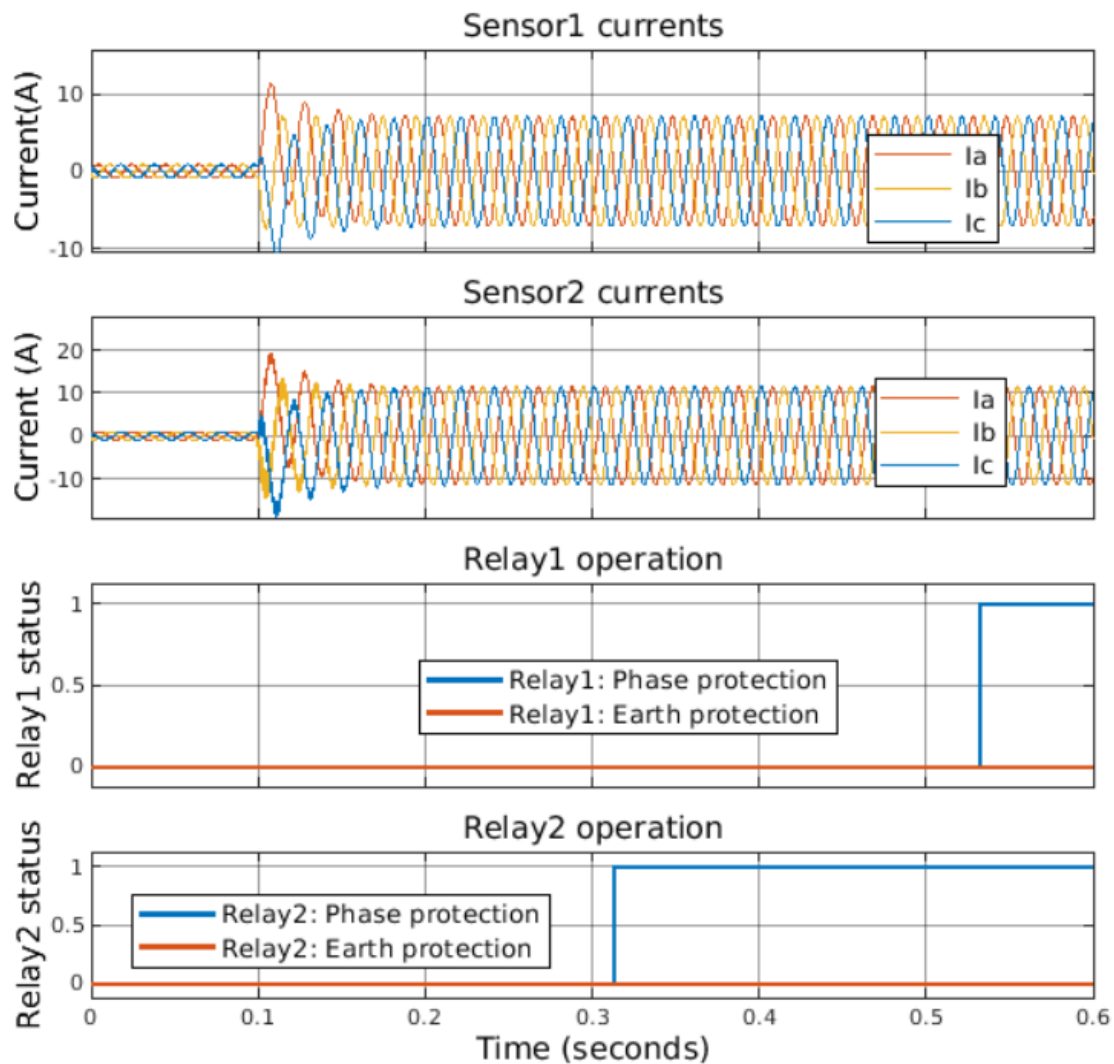 Sensor1 currents
Current(A)
10
0
-10
Ia
Ib
Ic
Sensor2 currents
Current (A)
20
10
0
-10
Ia
Ib
Ic
Relay1 operation
Relay1 status
1
0.5
0
Relay1: Phase protection
Relay1: Earth protection
Relay2 operation
Relay2 status
1
0.5
0
Relay2: Phase protection
Relay2: Earth protection
0 0.1 0.2 0.3 0.4 0.5 0.6
Time (seconds)